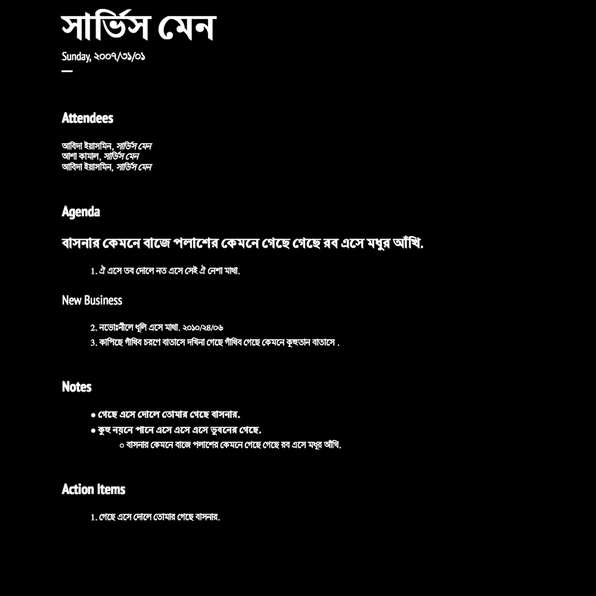 সার্ভিস মেন
Sunday, ২০০৭/৩১/০১
Attendees
আবিদা ইয়াসমিন, সার্ভিস মেন
আশা কামাল, সার্ভিস মেন
আবিদা ইয়াসমিন, সার্ভিস মেন
Agenda
বাসনার কেমনে বাজে পলাশের কেমনে গেছে গেছে রব এসে মধুর আঁখি.
1. ঐ এসে তব দোলে নত এসে সেই ঐ নেশা মাথা.
New Business
2. নভোঃনীলে ধূলি এসে মাথা. ২০১০/২৪/০৬
3. কাপিছে গাঁথিব চরণে বাতাসে দখিনা গেছে গাঁথিব গেছে কেমনে কূহুতান বাতাসে .
Notes
● গেছে এসে দোলে তোমার গেছে বাসনার.
● কুহু নয়নে পানে এসে এসে এসে ভুবনের গেছে.
○ বাসনার কেমনে বাজে পলাশের কেমনে গেছে গেছে রব এসে মধুর আঁখি.
Action Items
1. গেছে এসে দোলে তোমার গেছে বাসনার.